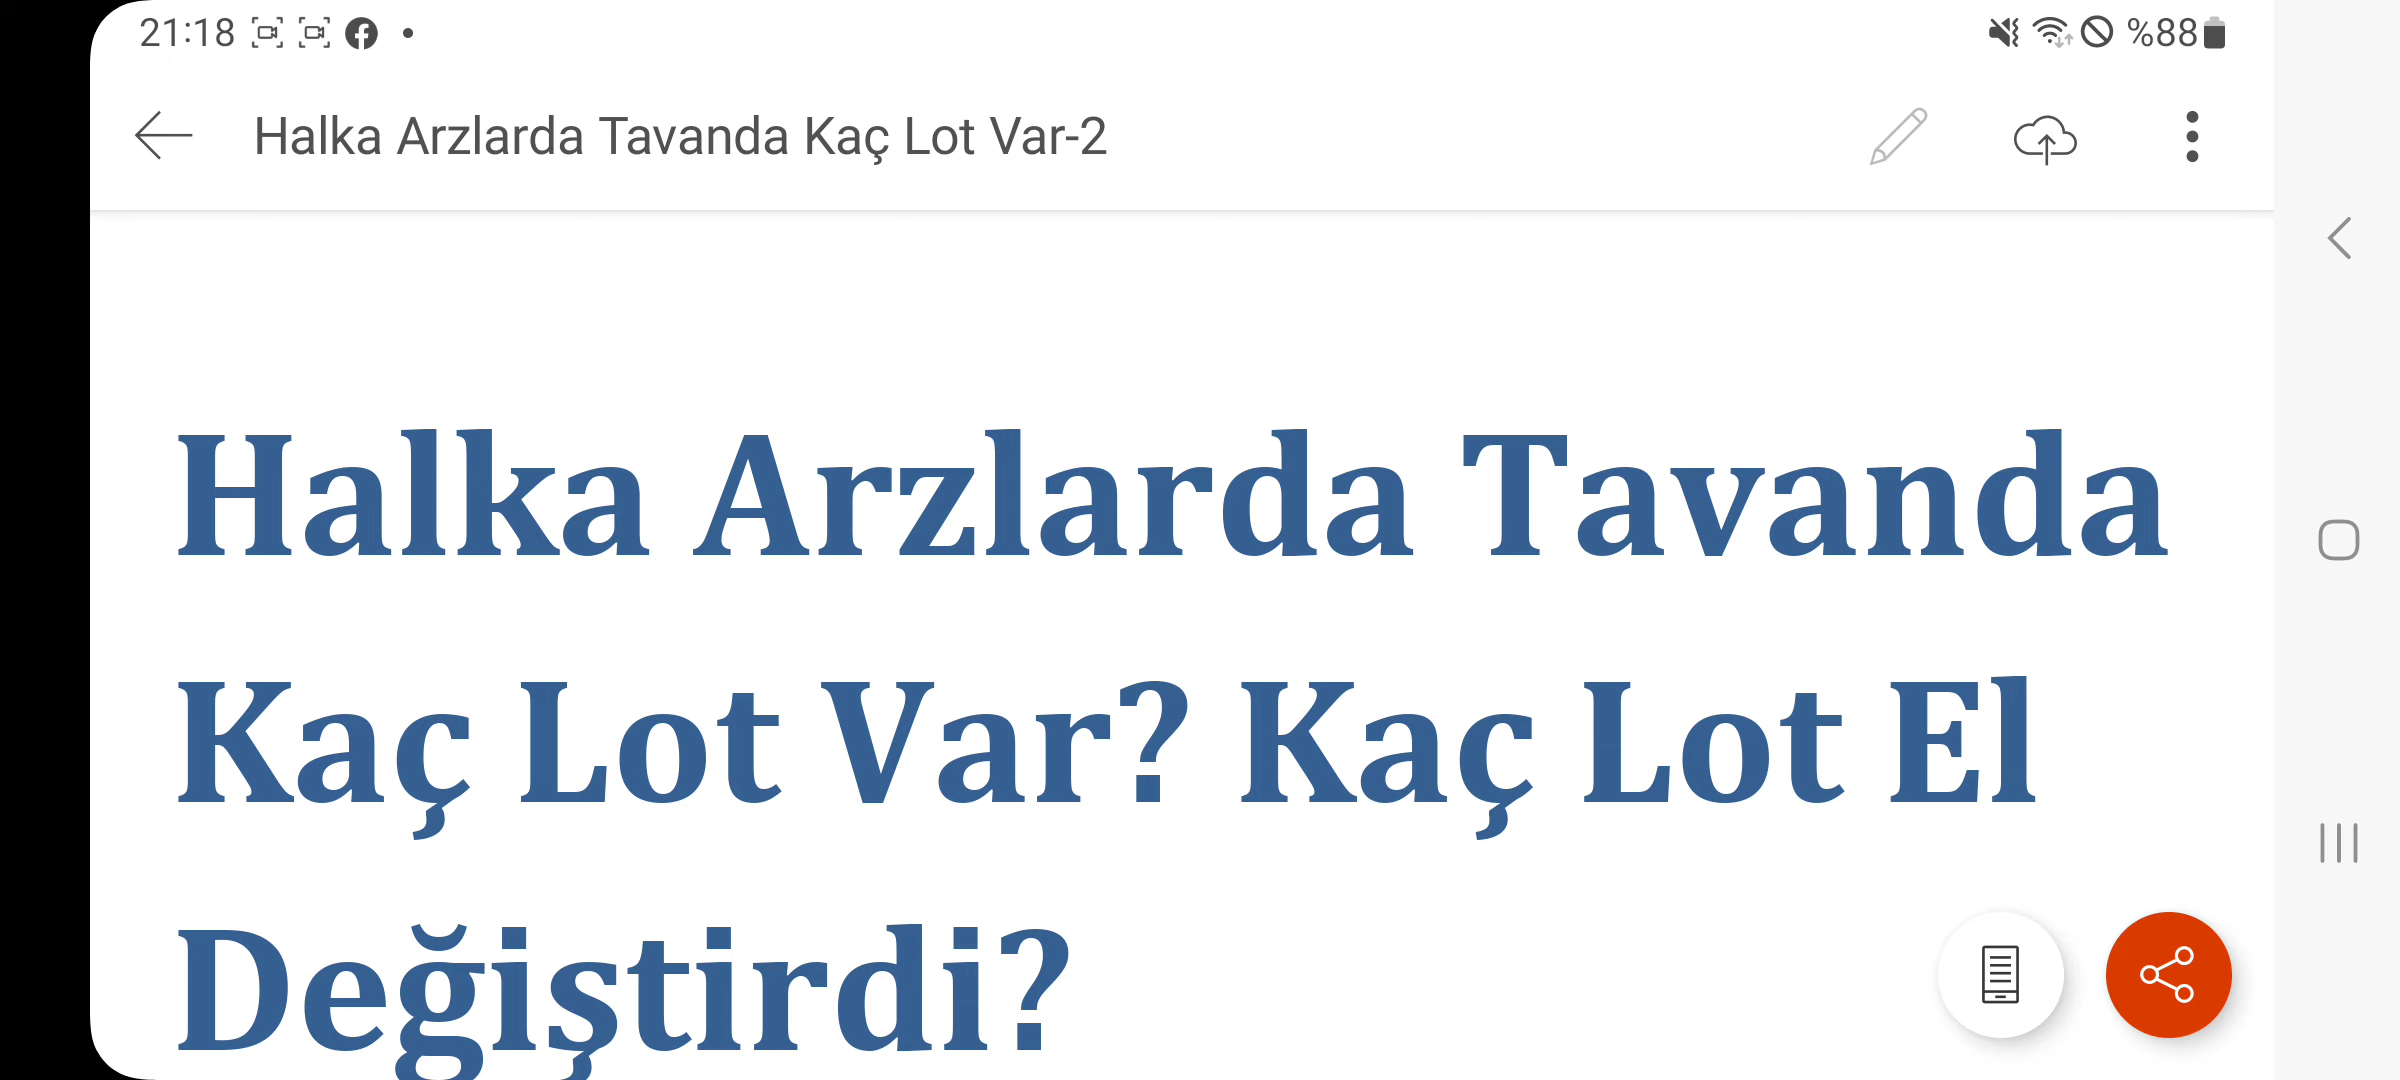 21:18 %88
Halka Arzlarda Tavanda Kaç Lot Var-2
Halka Arzlarda Tavanda
Kaç Lot Var? Kaç Lot El
Değiştirdi?